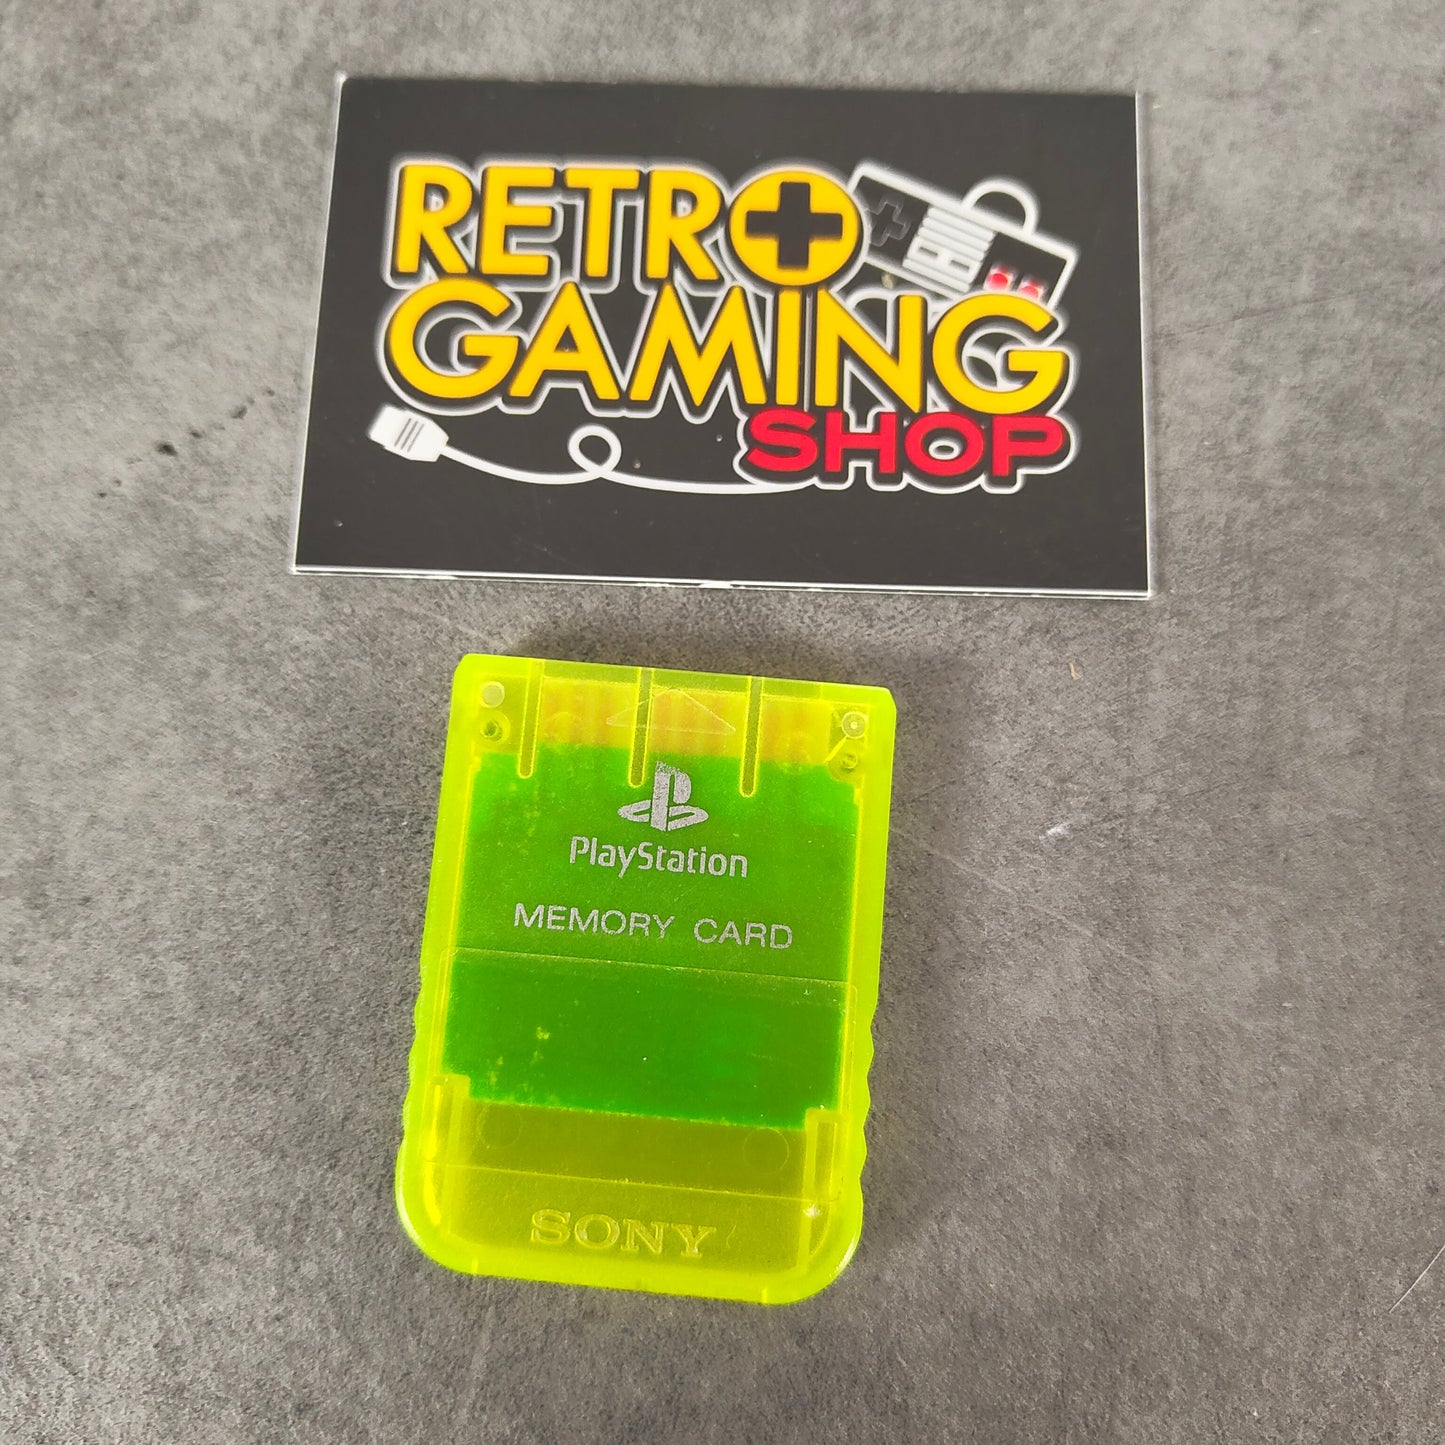 RETRO
GAMING
SHOP
PlayStation
MEMORY CARD
SONY